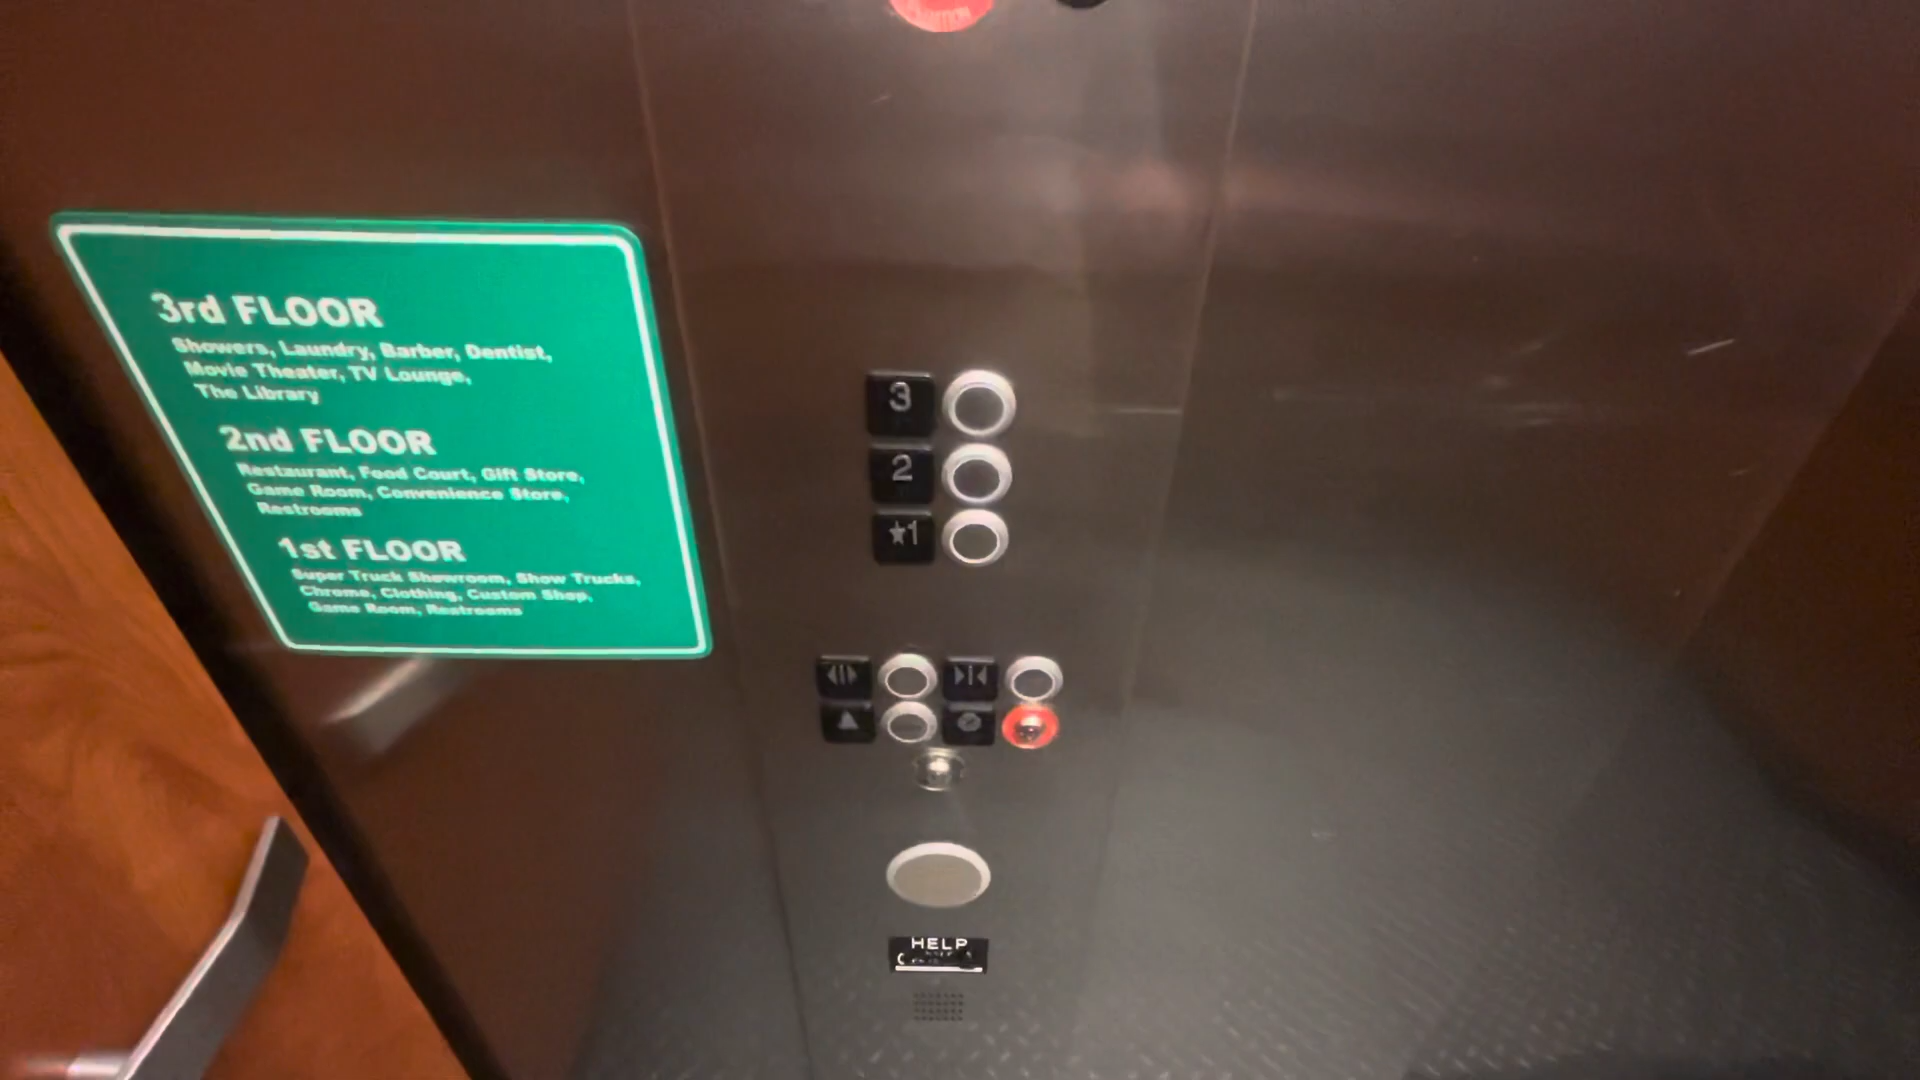 3rd FLOOR
Showers, Laundry, Barber, Dentist,
Movie Theater, TV Lounge,
The Library
2nd FLOOR
Restaurant, Food Court, Gift Store,
Game Room, Convenience Store,
Restrooms
1st FLOOR
Super Truck Showroom, Show Trucks,
Chrome, Clothing, Custom Shop,
Game Room, Restrooms
3
2
★1
HELP